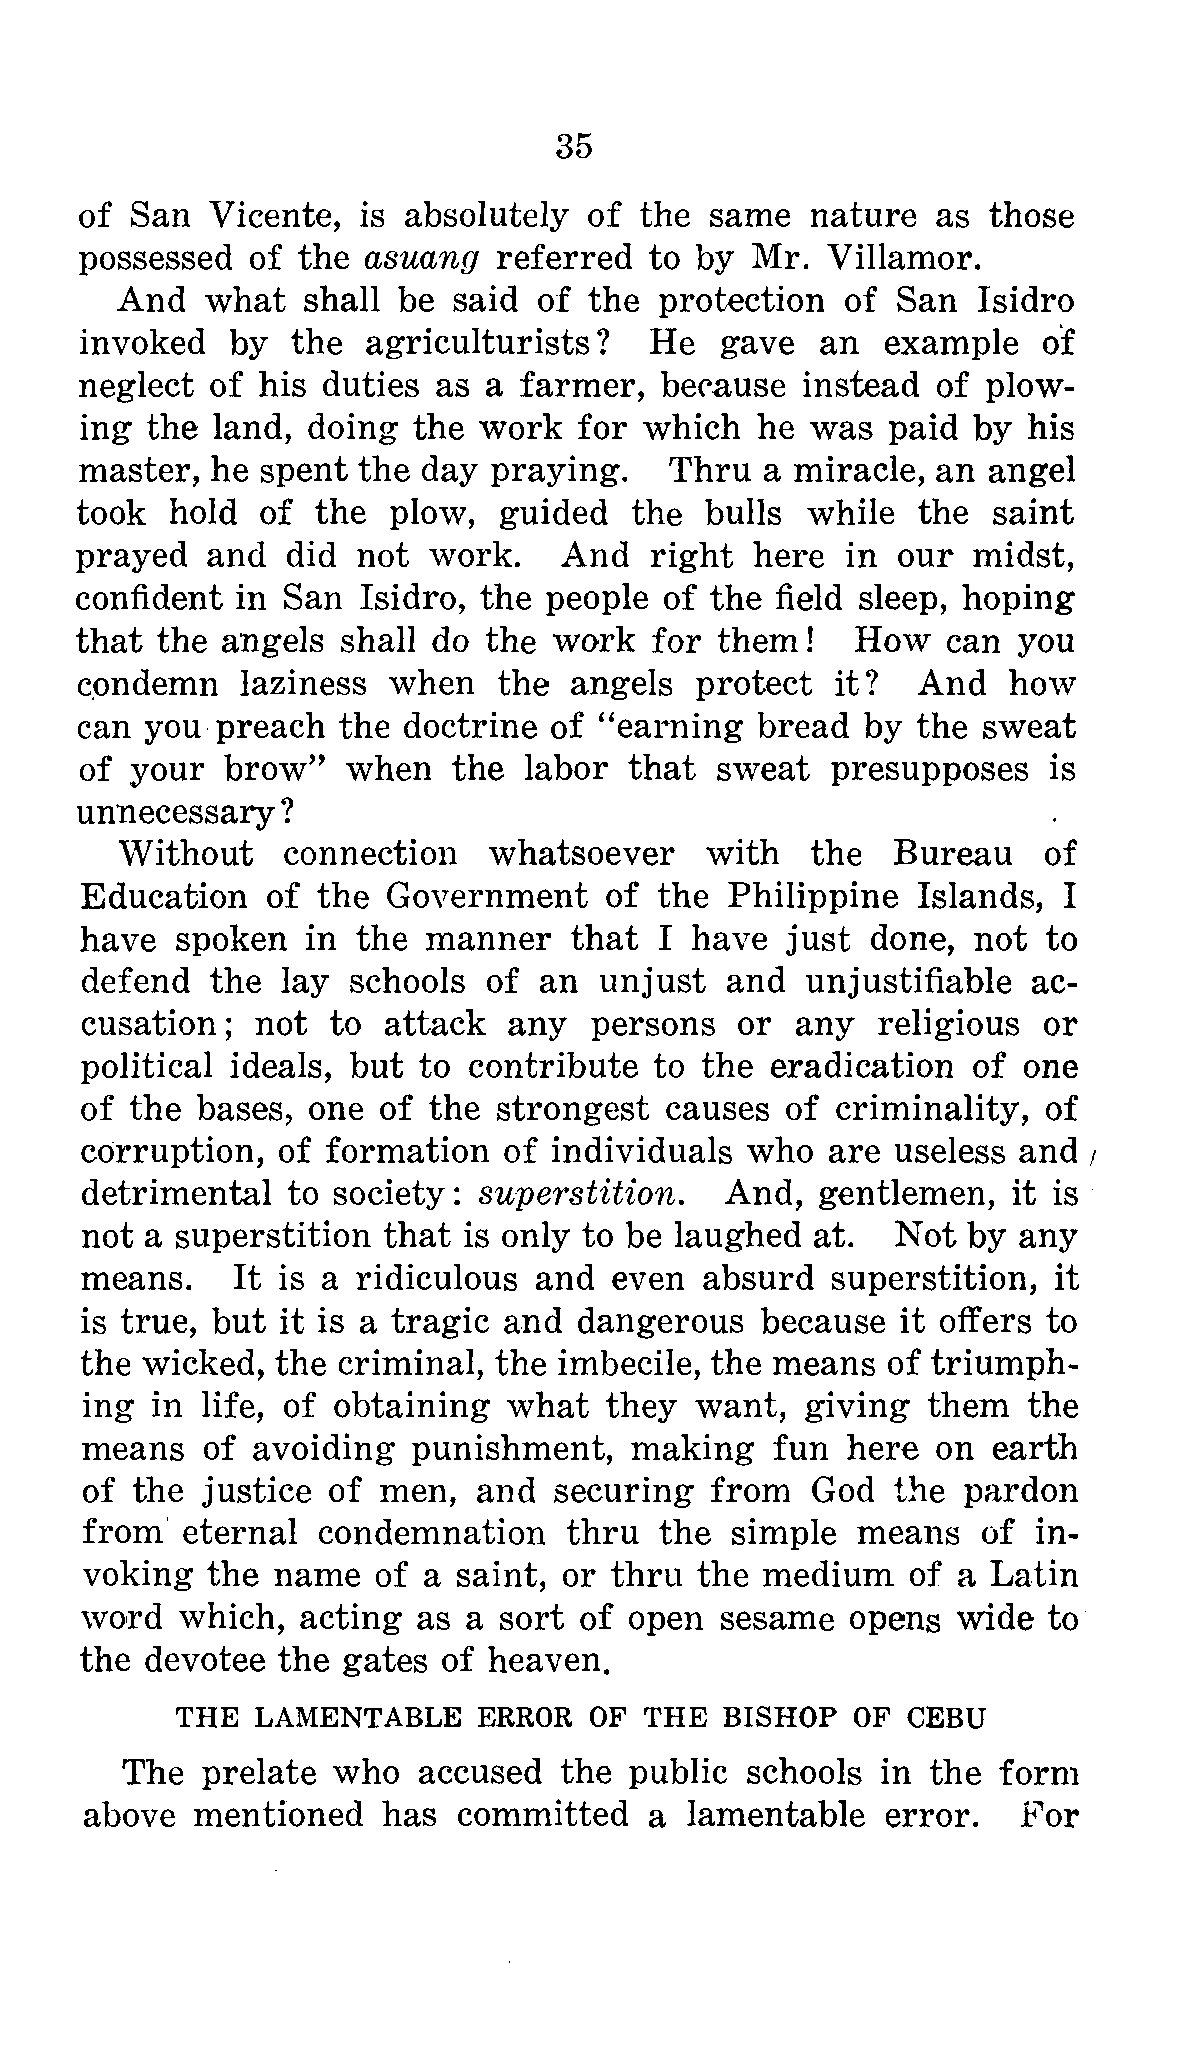 35
of San Vicente, is absolutely of the same nature as those
possessed of the asuang referred to by Mr. Villamor.
And what shall be said of the protection of San Isidro
invoked by the agriculturists? He gave an example of
neglect of his duties as a farmer, because instead of plow-
ing the land, doing the work for which he was paid by his
master, he spent the day praying. Thru a miracle, an angel
took hold of the plow, guided the bulls while the saint
prayed and did not work. And right here in our midst,
confident in San Isidro, the people of the field sleep, hoping
that the angels shall do the work for them! How can you
condemn laziness when the angels protect it? And how
can you preach the doctrine of "earning bread by the sweat
of your brow" when the labor that sweat presupposes is
unnecessary?
Without connection whatsoever with the Bureau of
Education of the Government of the Philippine Islands, I
have spoken in the manner that I have just done, not to
defend the lay schools of an unjust and unjustifiable ac-
cusation; not to attack any persons or any religious or
political ideals, but to contribute to the eradication of one
of the bases, one of the strongest causes of criminality, of
corruption, of formation of individuals who are useless and
detrimental to society: superstition. And, gentlemen, it is
not a superstition that is only to be laughed at. Not by any
means. It is a ridiculous and even absurd superstition, it
is true, but it is a tragic and dangerous because it offers to
the wicked, the criminal, the imbecile, the means of triumph-
ing in life, of obtaining what they want, giving them the
means of avoiding punishment, making fun here on earth
of the justice of men, and securing from God the pardon
from eternal condemnation thru the simple means of in-
voking the name of a saint, or thru the medium of a Latin
word which, acting as a sort of open sesame opens wide to
the devotee the gates of heaven.
THE LAMENTABLE ERROR OF THE BISHOP OF CEBU
The prelate who accused the public schools in the form
above mentioned has committed a lamentable error. For